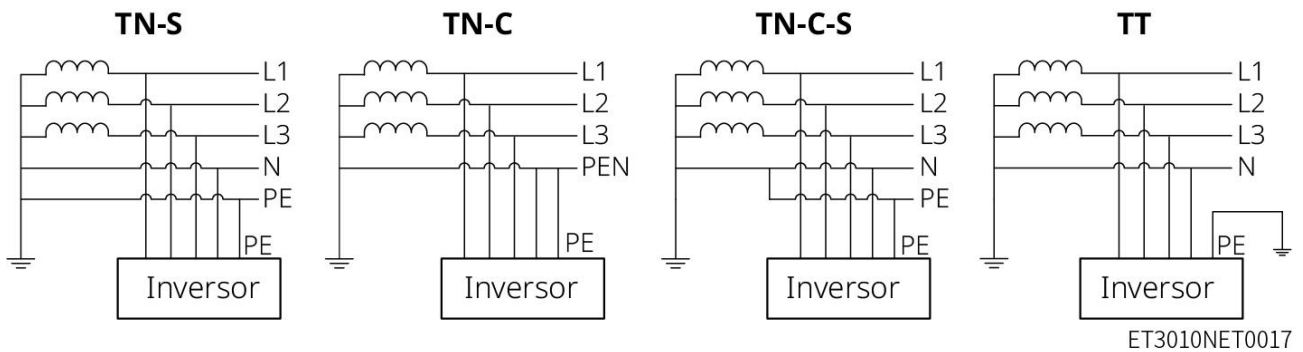 TN-S TN-C TN-C-S TT
L1 L1 L1 L1
L2 L2 L2 L2
L3 L3 L3 L3
N PEN N N
PE PE
PE PE PE PE
Inversor Inversor Inversor Inversor
ET3010NET0017